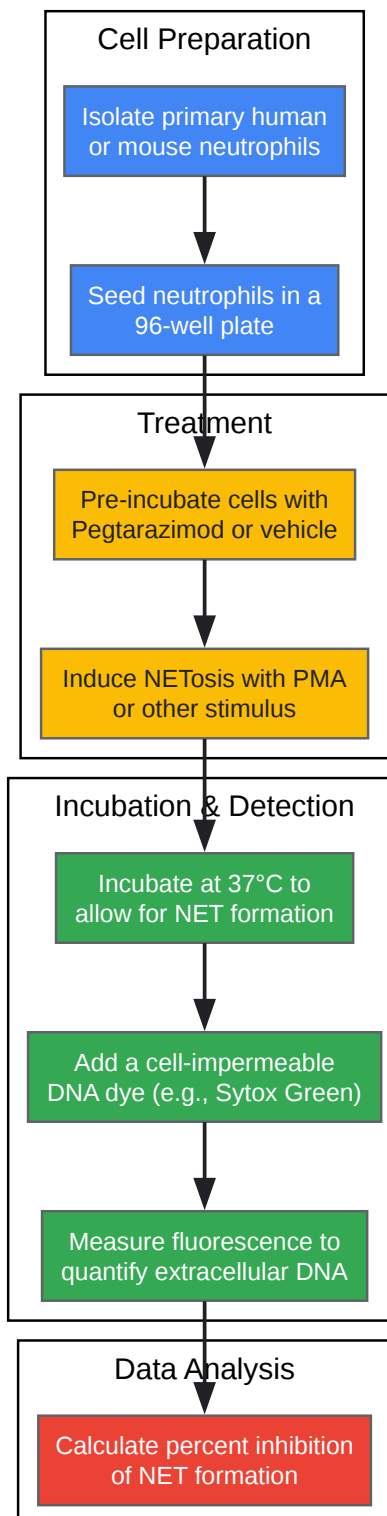 Cell Preparation
Isolate primary human
or mouse neutrophils
Seed neutrophils in a
96-well plate
Treatment
Pre-incubate cells with
Pegtarazimod or vehicle
Induce NETosis with PMA
or other stimulus
Incubation & Detection
Incubate at 37°C to
allow for NET formation
Add a cell-impermeable
DNA dye (e.g., Sytox Green)
Measure fluorescence to
quantify extracellular DNA
Data Analysis
Calculate percent inhibition
of NET formation